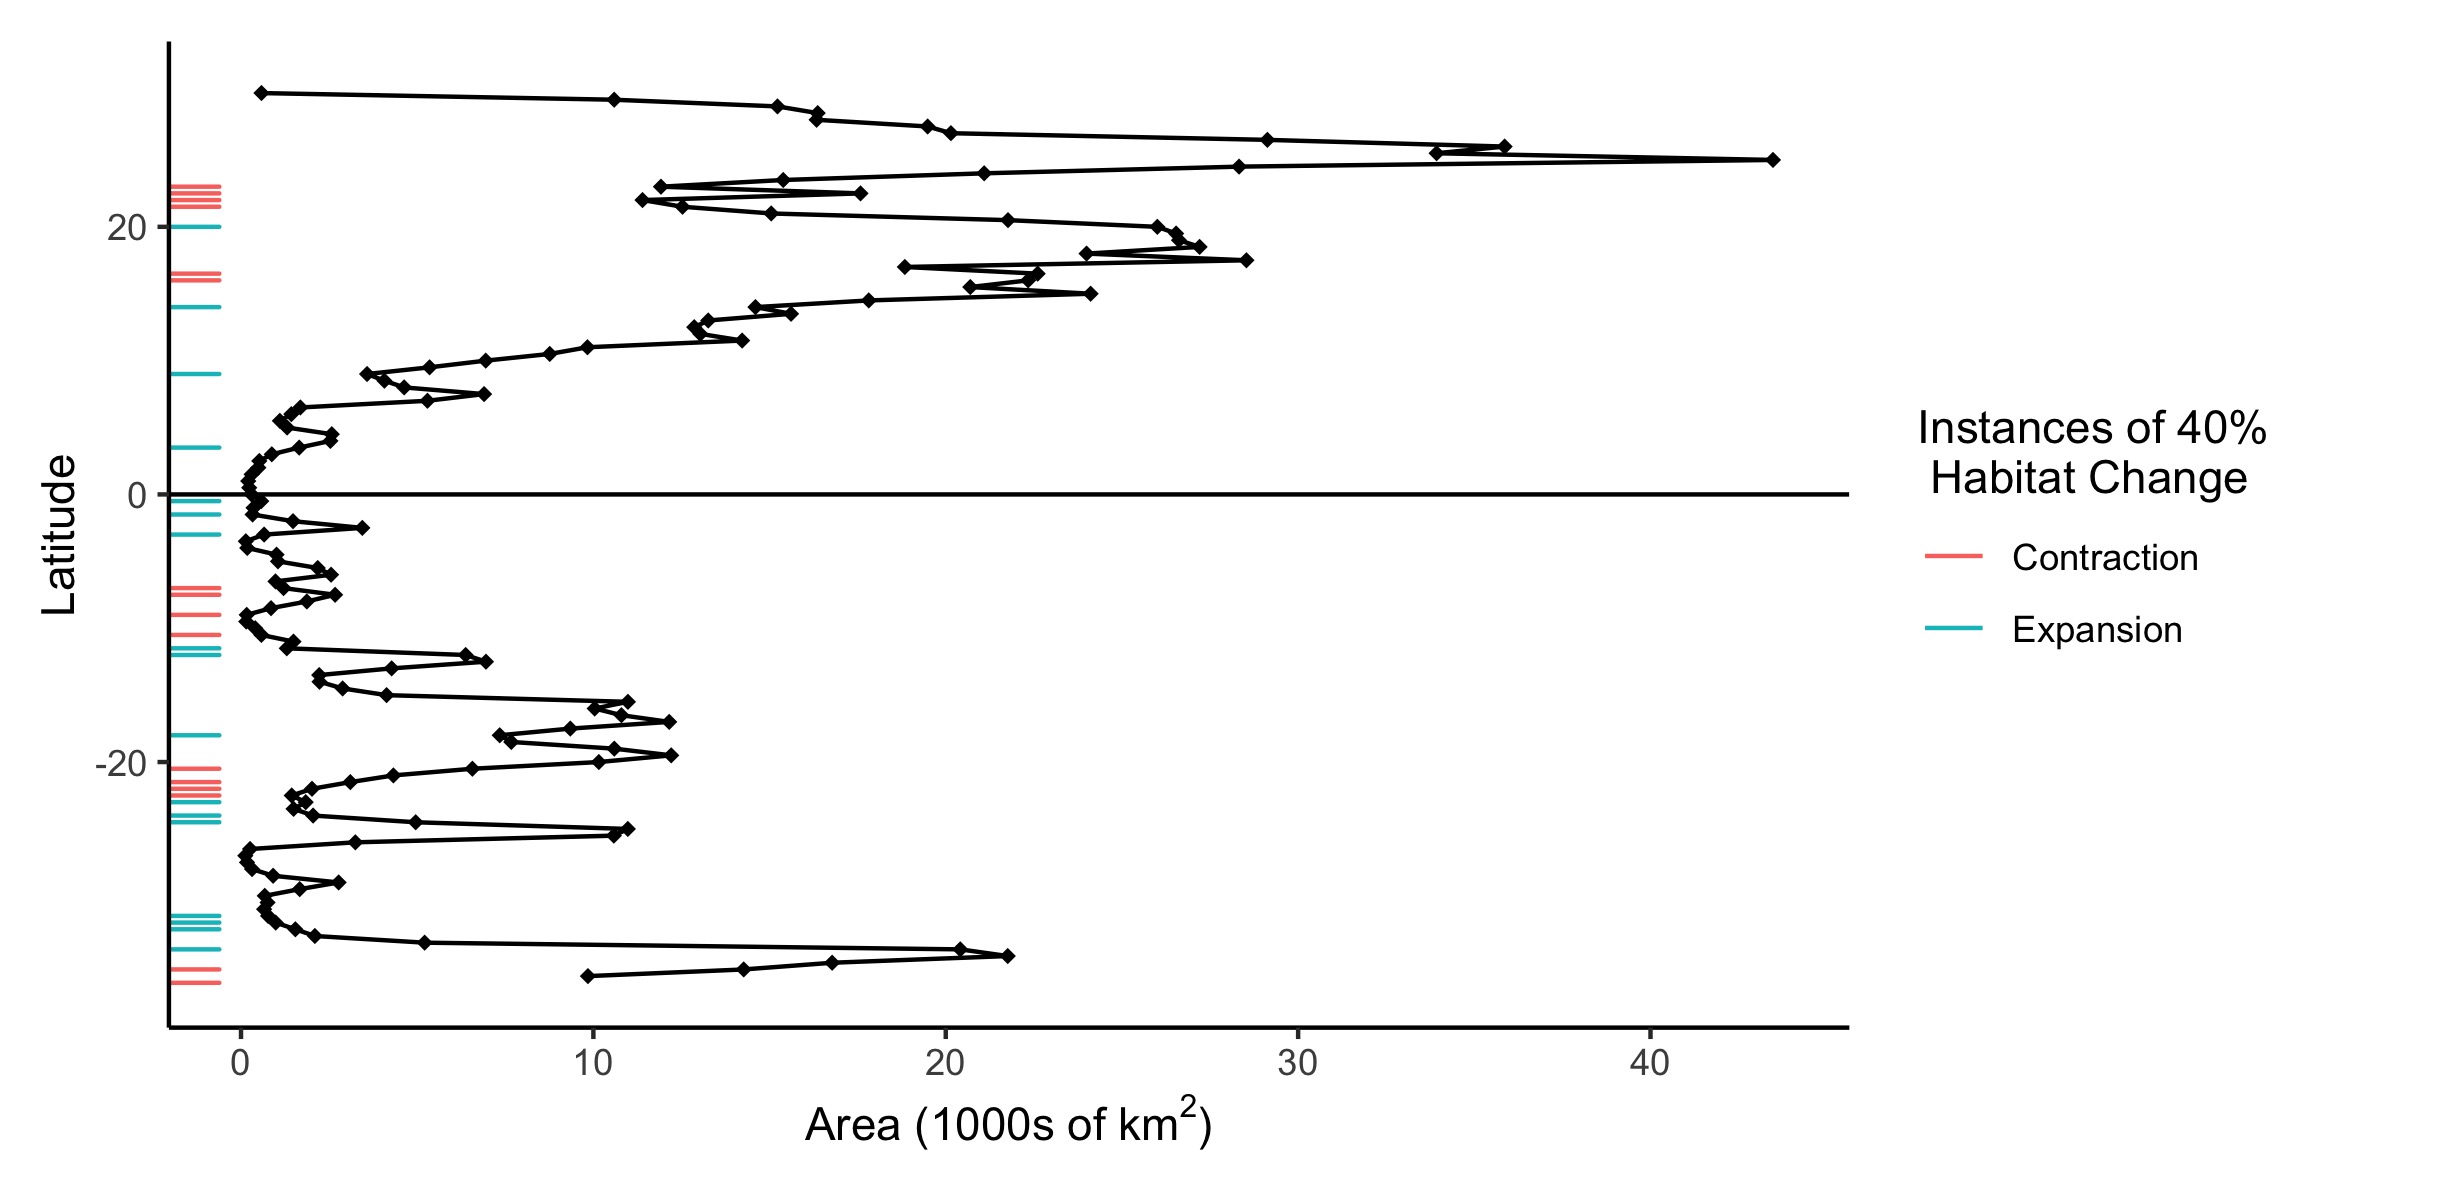 20
0
-20
Latitude
0
10
20
30
40
Area (1000s of km²)
Instances of 40%
Habitat Change
Contraction
Expansion